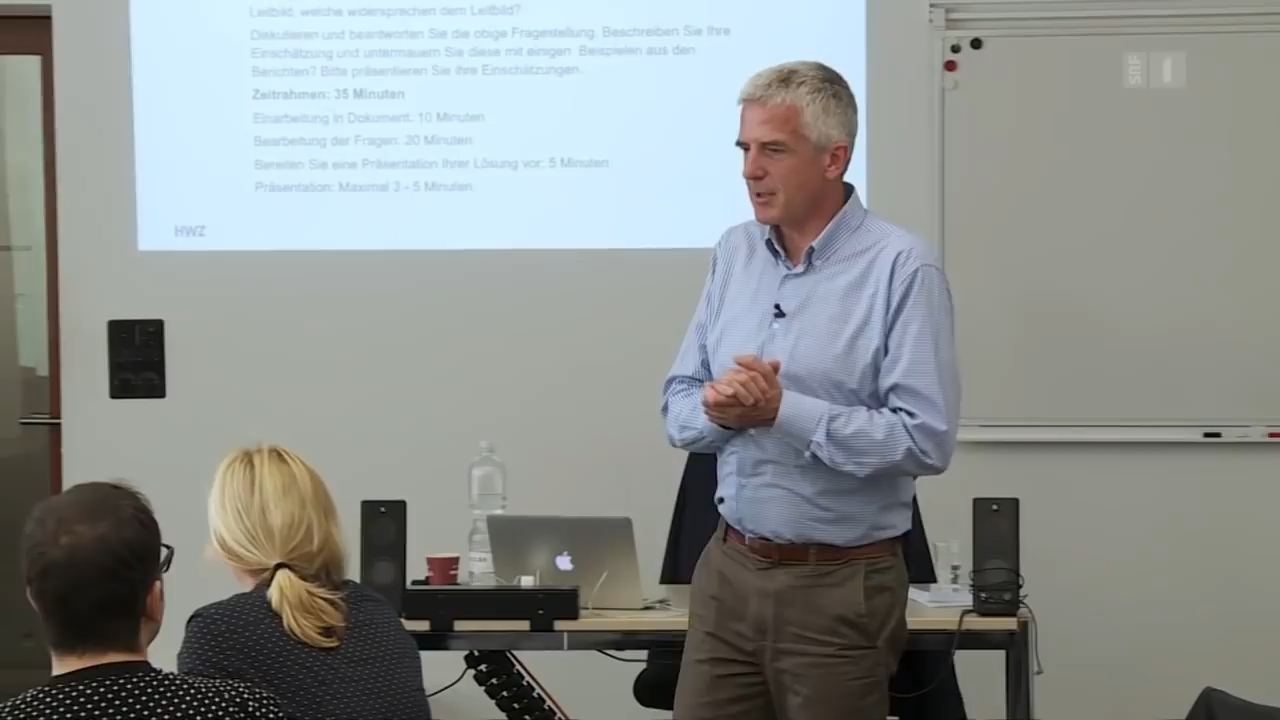 Leitbild, welche widersprechen dem Leitbild?
Diskutieren und beantworten Sie die obige Fragestellung. Beschreiben Sie Ihre
Einschätzung und untermauern Sie diese mit einigen Beispielen aus den
Berichten? Bitte präsentieren Sie ihre Einschätzungen.
Zeitrahmen: 35 Minuten
Einarbeitung in Dokument: 10 Minuten
Bearbeitung der Fragen: 20 Minuten
Bereiten Sie eine Präsentation Ihrer Lösung vor: 5 Minuten
Präsentation: Maximal 3 - 5 Minuten
HWZ
SRF 1